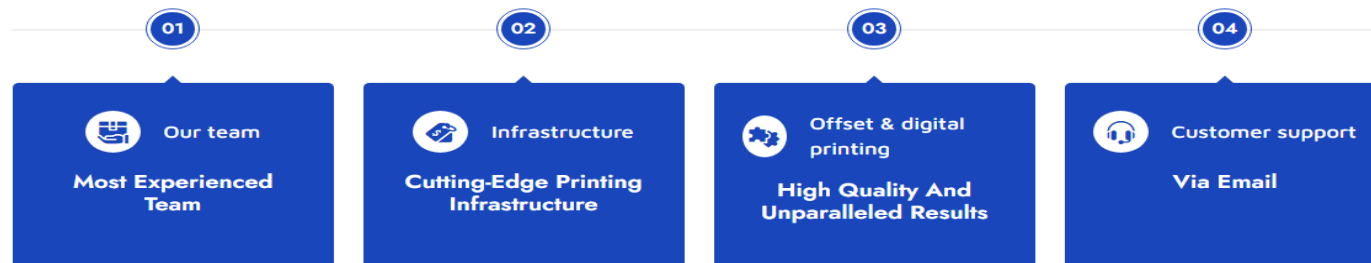 01
Our team
Most Experienced
Team
02
Infrastructure
Cutting-Edge Printing
Infrastructure
03
Offset & digital
printing
High Quality And
Unparalleled Results
04
Customer support
Via Email